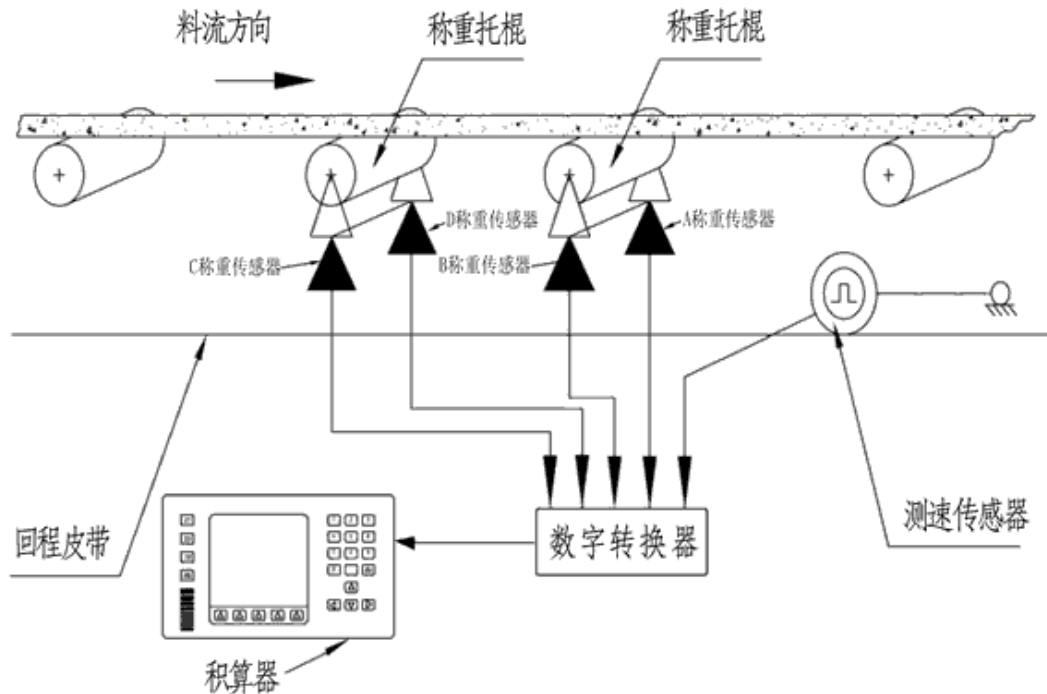 料流方向
称重托棍
称重托棍
D称重传感器
A称重传感器
C称重传感器
B称重传感器
回程皮带
数字转换器
测速传感器
积算器